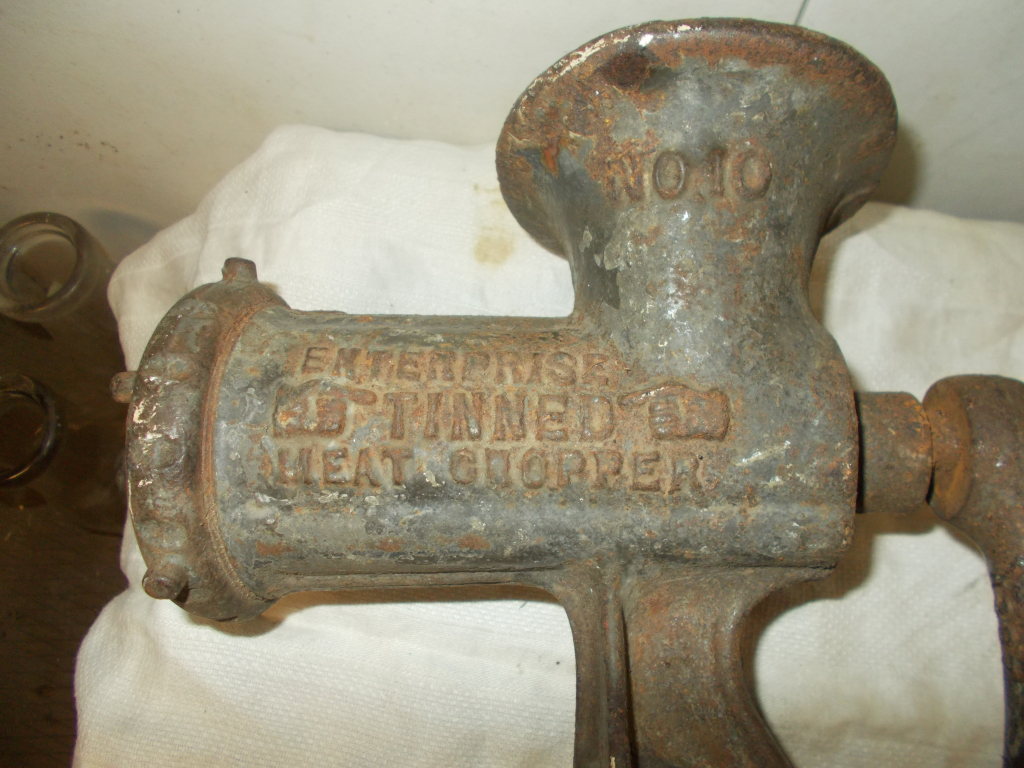 NO 10
ENTERPRISE
TINNED
MEAT CHOPPER